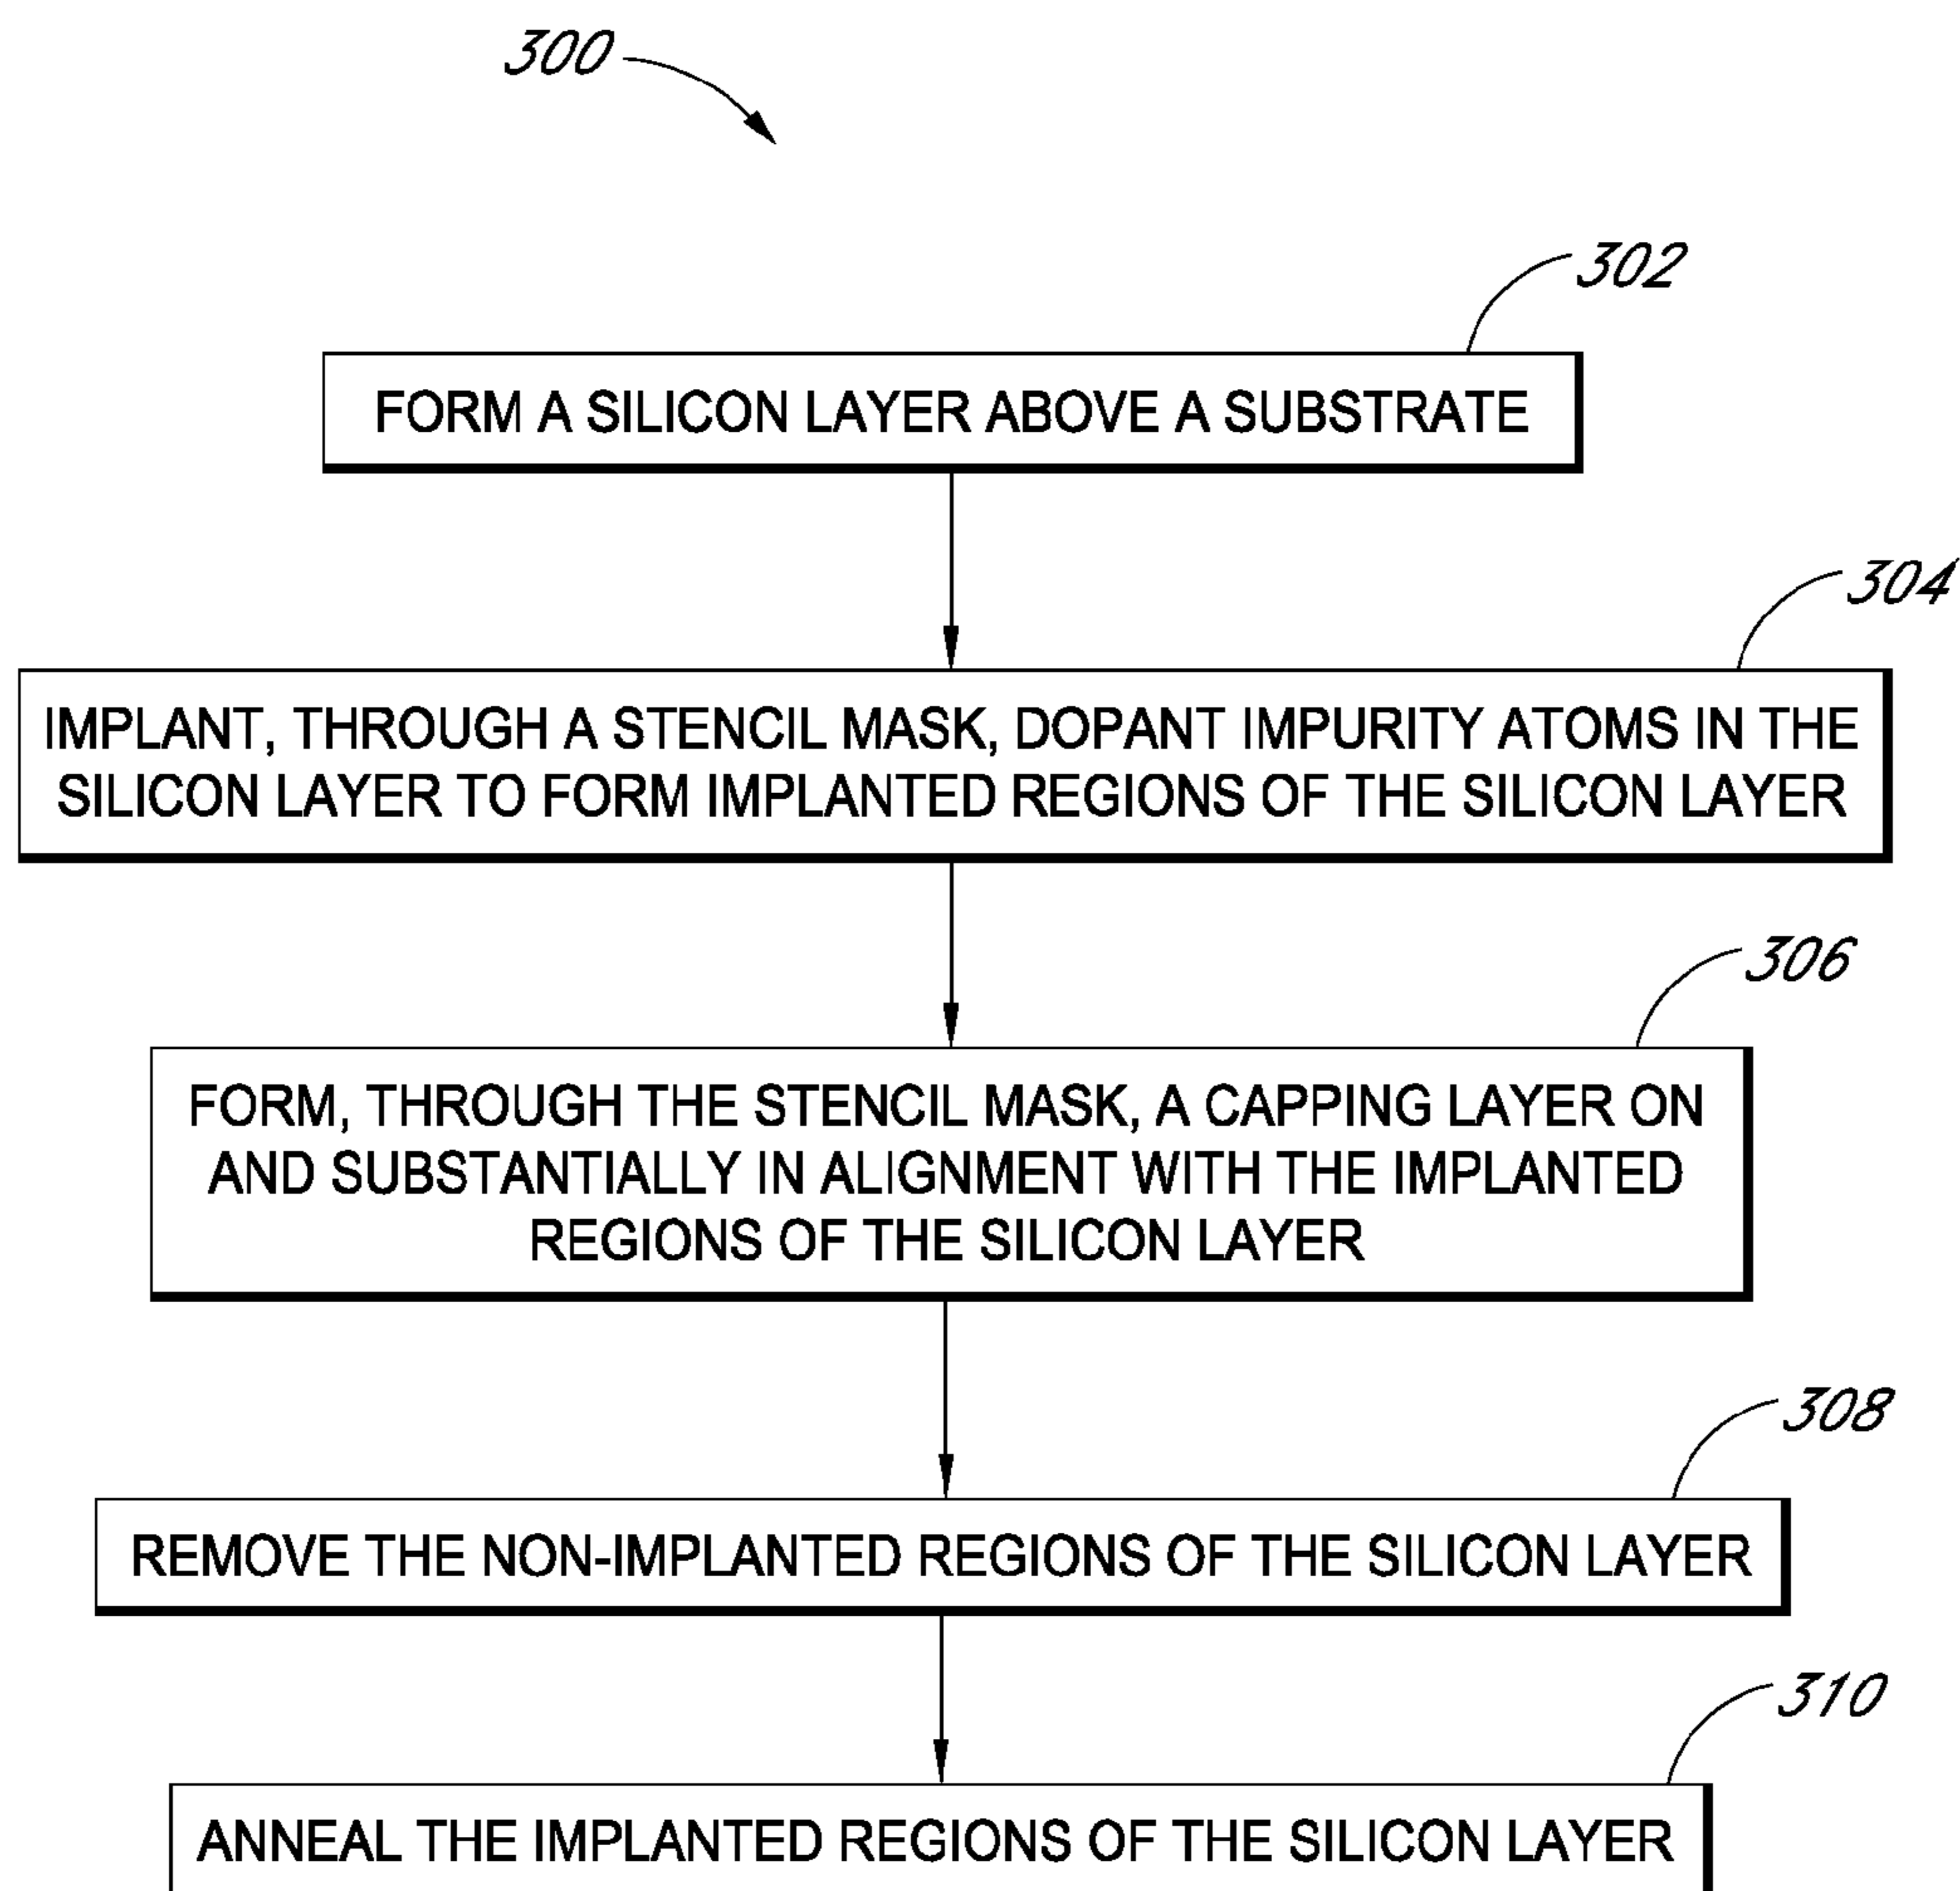 300
302
FORM A SILICON LAYER ABOVE A SUBSTRATE
304
IMPLANT, THROUGH A STENCIL MASK, DOPANT IMPURITY ATOMS IN THE
SILICON LAYER TO FORM IMPLANTED REGIONS OF THE SILICON LAYER
306
FORM, THROUGH THE STENCIL MASK, A CAPPING LAYER ON
AND SUBSTANTIALLY IN ALIGNMENT WITH THE IMPLANTED
REGIONS OF THE SILICON LAYER
308
REMOVE THE NON-IMPLANTED REGIONS OF THE SILICON LAYER
310
ANNEAL THE IMPLANTED REGIONS OF THE SILICON LAYER